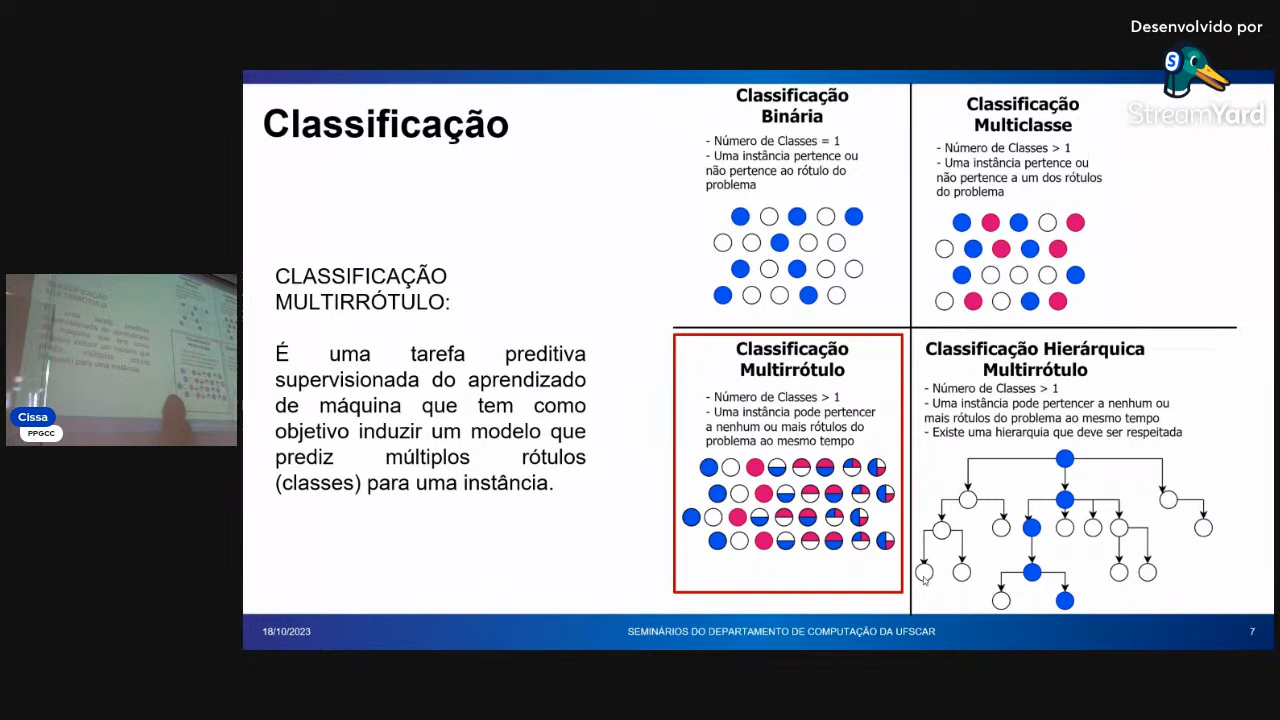 Desenvolvido por
StreamYard
Classificação
CLASSIFICAÇÃO
MULTIRRÓTULO:
É uma tarefa preditiva
supervisionada do aprendizado
de máquina que tem como
objetivo induzir um modelo que
prediz múltiplos rótulos
(classes) para uma instância.
Classificação
Binária
- Número de Classes = 1
- Uma instância pertence ou
não pertence ao rótulo do
problema
Classificação
Multiclasse
- Número de Classes > 1
- Uma instância pertence ou
não pertence a um dos rótulos
do problema
Classificação
Multirrótulo
- Número de Classes > 1
- Uma instância pode pertencer
a nenhum ou mais rótulos do
problema ao mesmo tempo
Classificação Hierárquica
Multirrótulo
- Número de Classes > 1
- Uma instância pode pertencer a nenhum ou
mais rótulos do problema ao mesmo tempo
- Existe uma hierarquia que deve ser respeitada
CLASSIFICAÇÃO
MULTIRRÓTULO:
Cissa
PPGCC
18/10/2023
SEMINÁRIOS DO DEPARTAMENTO DE COMPUTAÇÃO DA UFSCAR
7